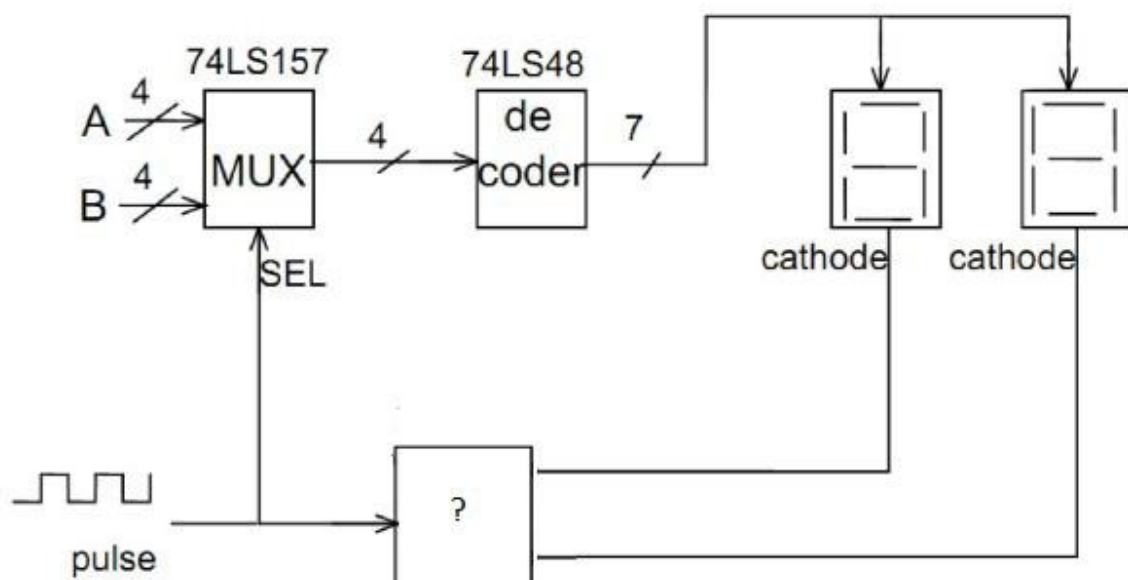 74LS157
74LS48
4
A
4
B
MUX
SEL
4
de
coder
7
cathode
cathode
?
pulse